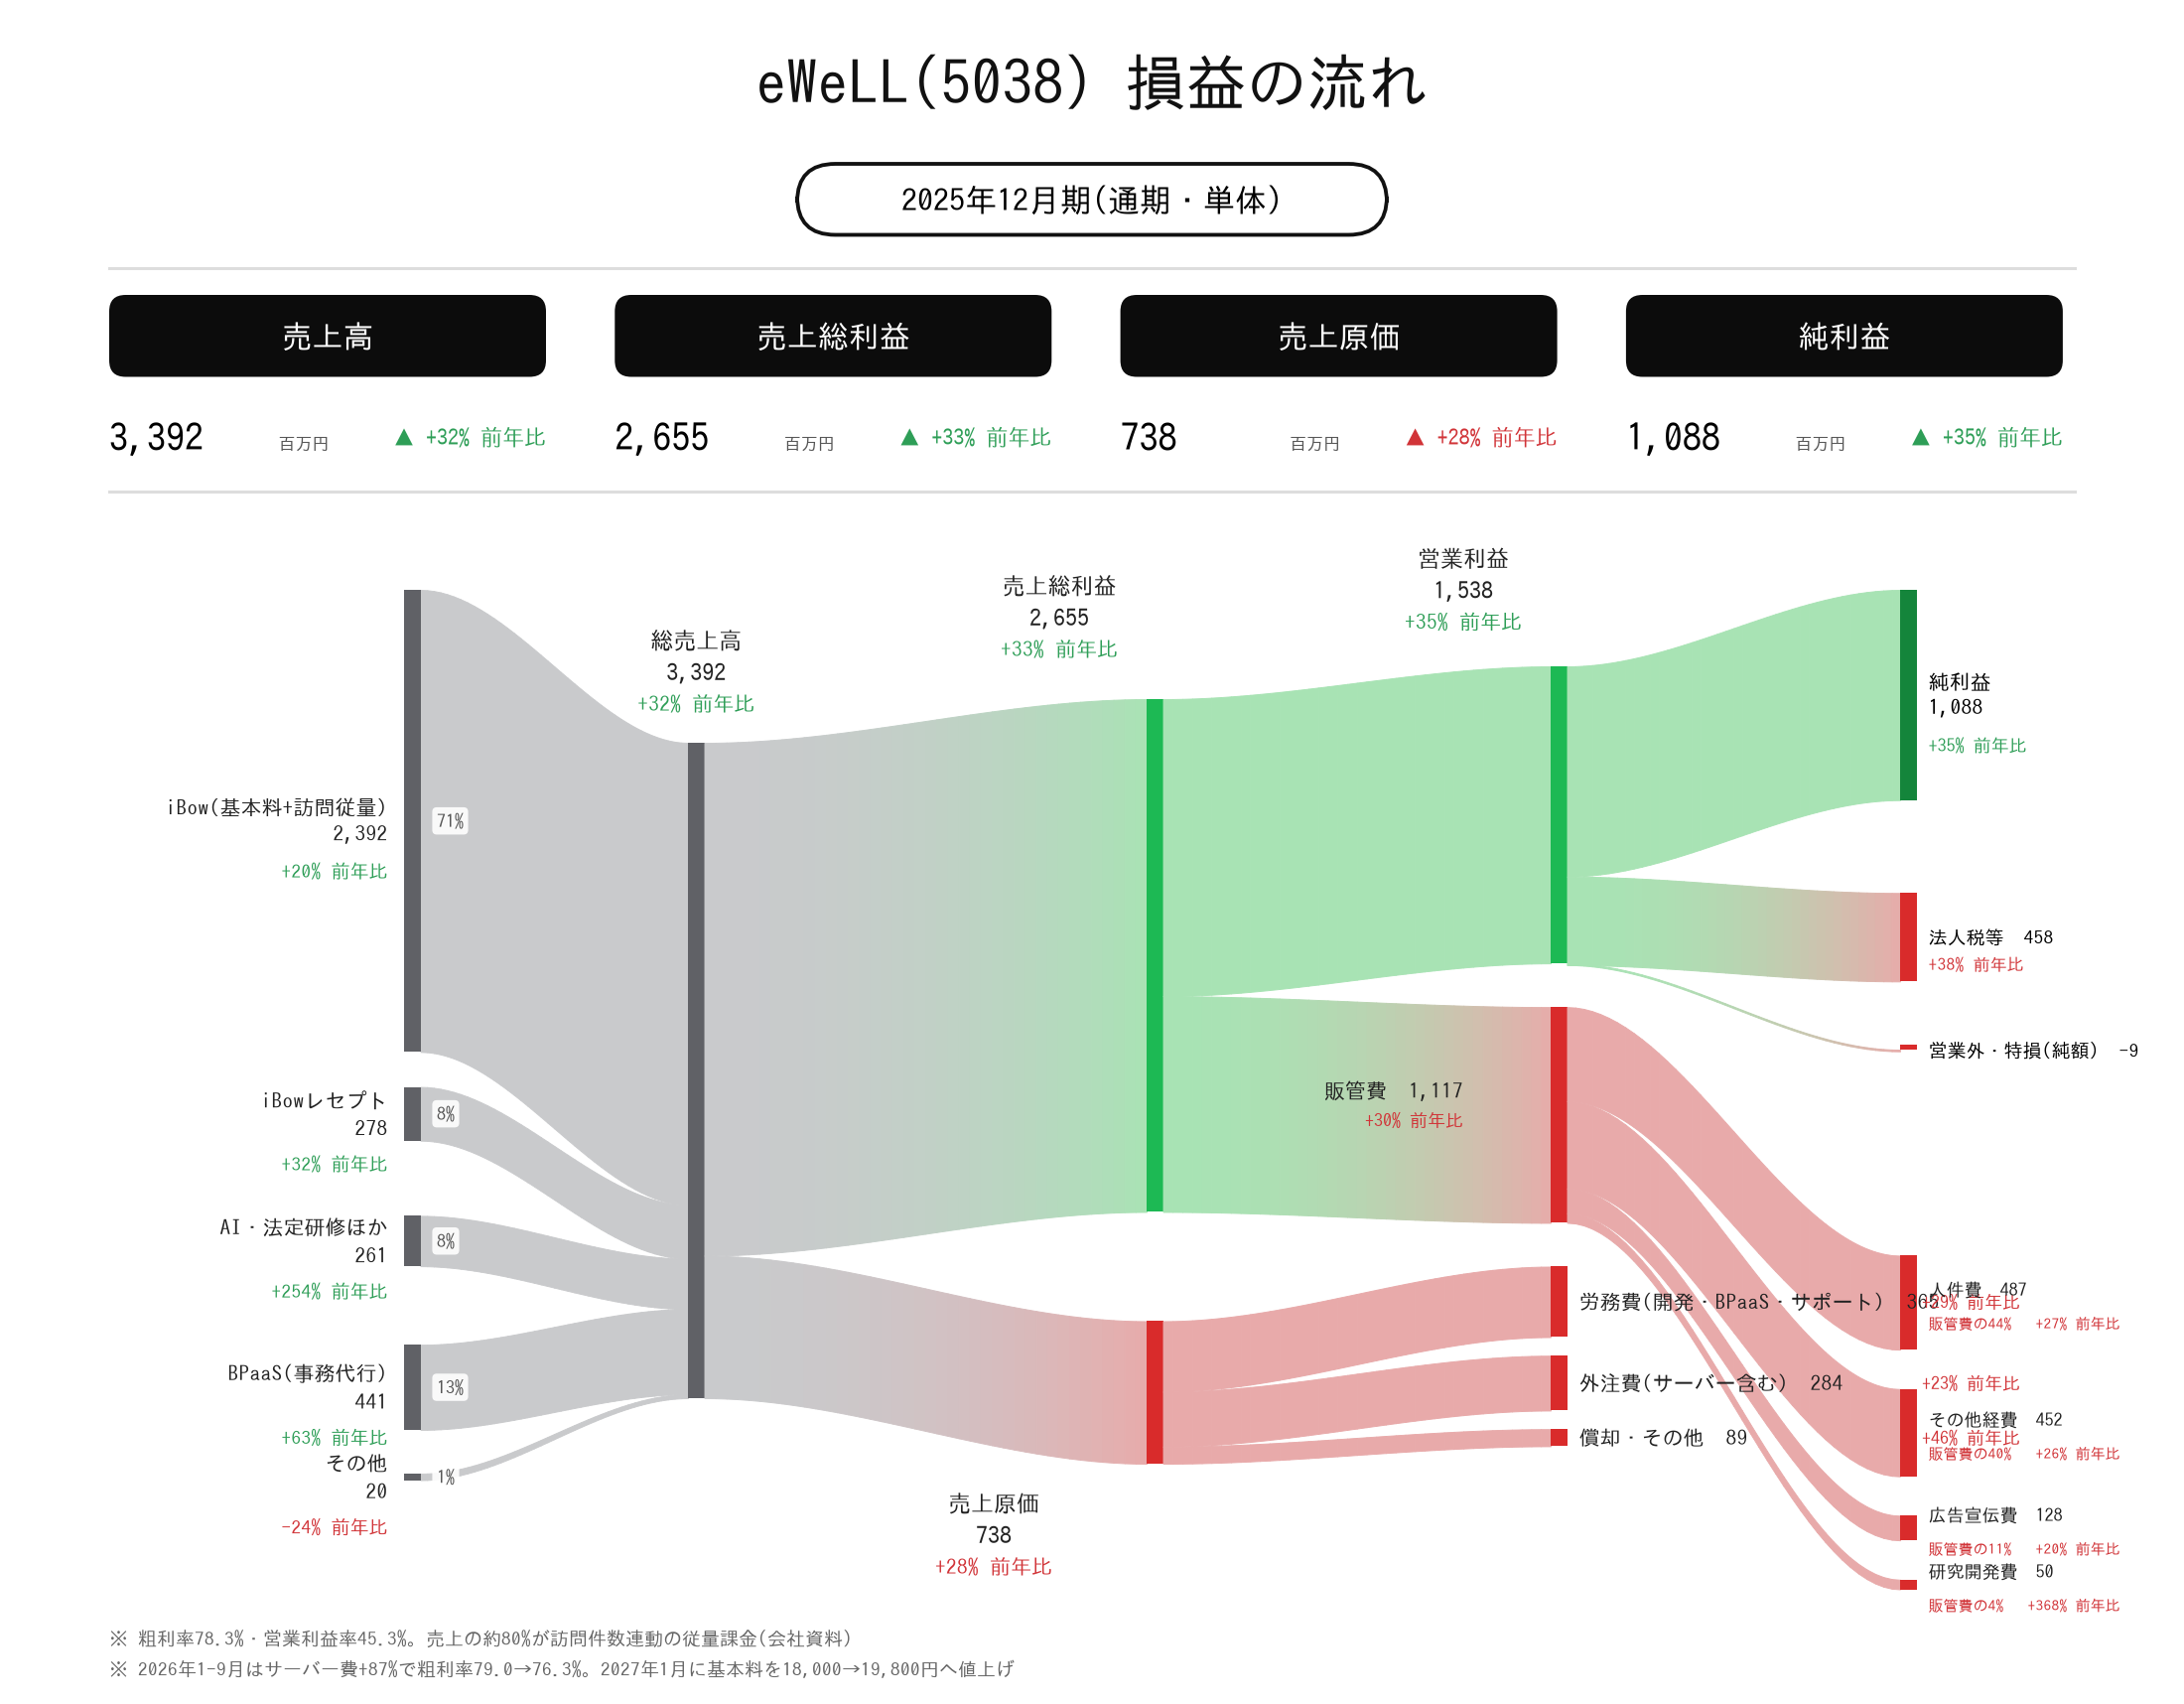 eWeLL(5038) 損益の流れ
2025年12月期(通期・単体)
売上高
3,392 百万円 ▲ +32% 前年比
売上総利益
2,655 百万円 ▲ +33% 前年比
売上原価
738 百万円 ▲ +28% 前年比
純利益
1,088 百万円 ▲ +35% 前年比
iBow(基本料+訪問従量)
2,392
+20% 前年比
71%
iBowレセプト
278
+32% 前年比
8%
AI・法定研修ほか
261
+254% 前年比
8%
BPaaS(事務代行)
441
+63% 前年比
13%
その他
20
-24% 前年比
1%
総売上高
3,392
+32% 前年比
売上総利益
2,655
+33% 前年比
売上原価
738
+28% 前年比
営業利益
1,538
+35% 前年比
販管費 1,117
+30% 前年比
労務費(開発・BPaaS・サポート) 365
前年比
外注費(サーバー含む) 284
+23% 前年比
償却・その他 89
+46% 前年比
純利益
1,088
+35% 前年比
法人税等 458
+38% 前年比
営業外・特損(純額) -9
人件費 487
販管費の44% +27% 前年比
その他経費 452
販管費の40% +26% 前年比
広告宣伝費 128
販管費の11% +20% 前年比
研究開発費 50
販管費の4% +368% 前年比
※ 粗利率78.3%・営業利益率45.3%。売上の約80%が訪問件数連動の従量課金(会社資料)
※ 2026年1-9月はサーバー費+87%で粗利率79.0→76.3%。2027年1月に基本料を18,000→19,800円へ値上げ